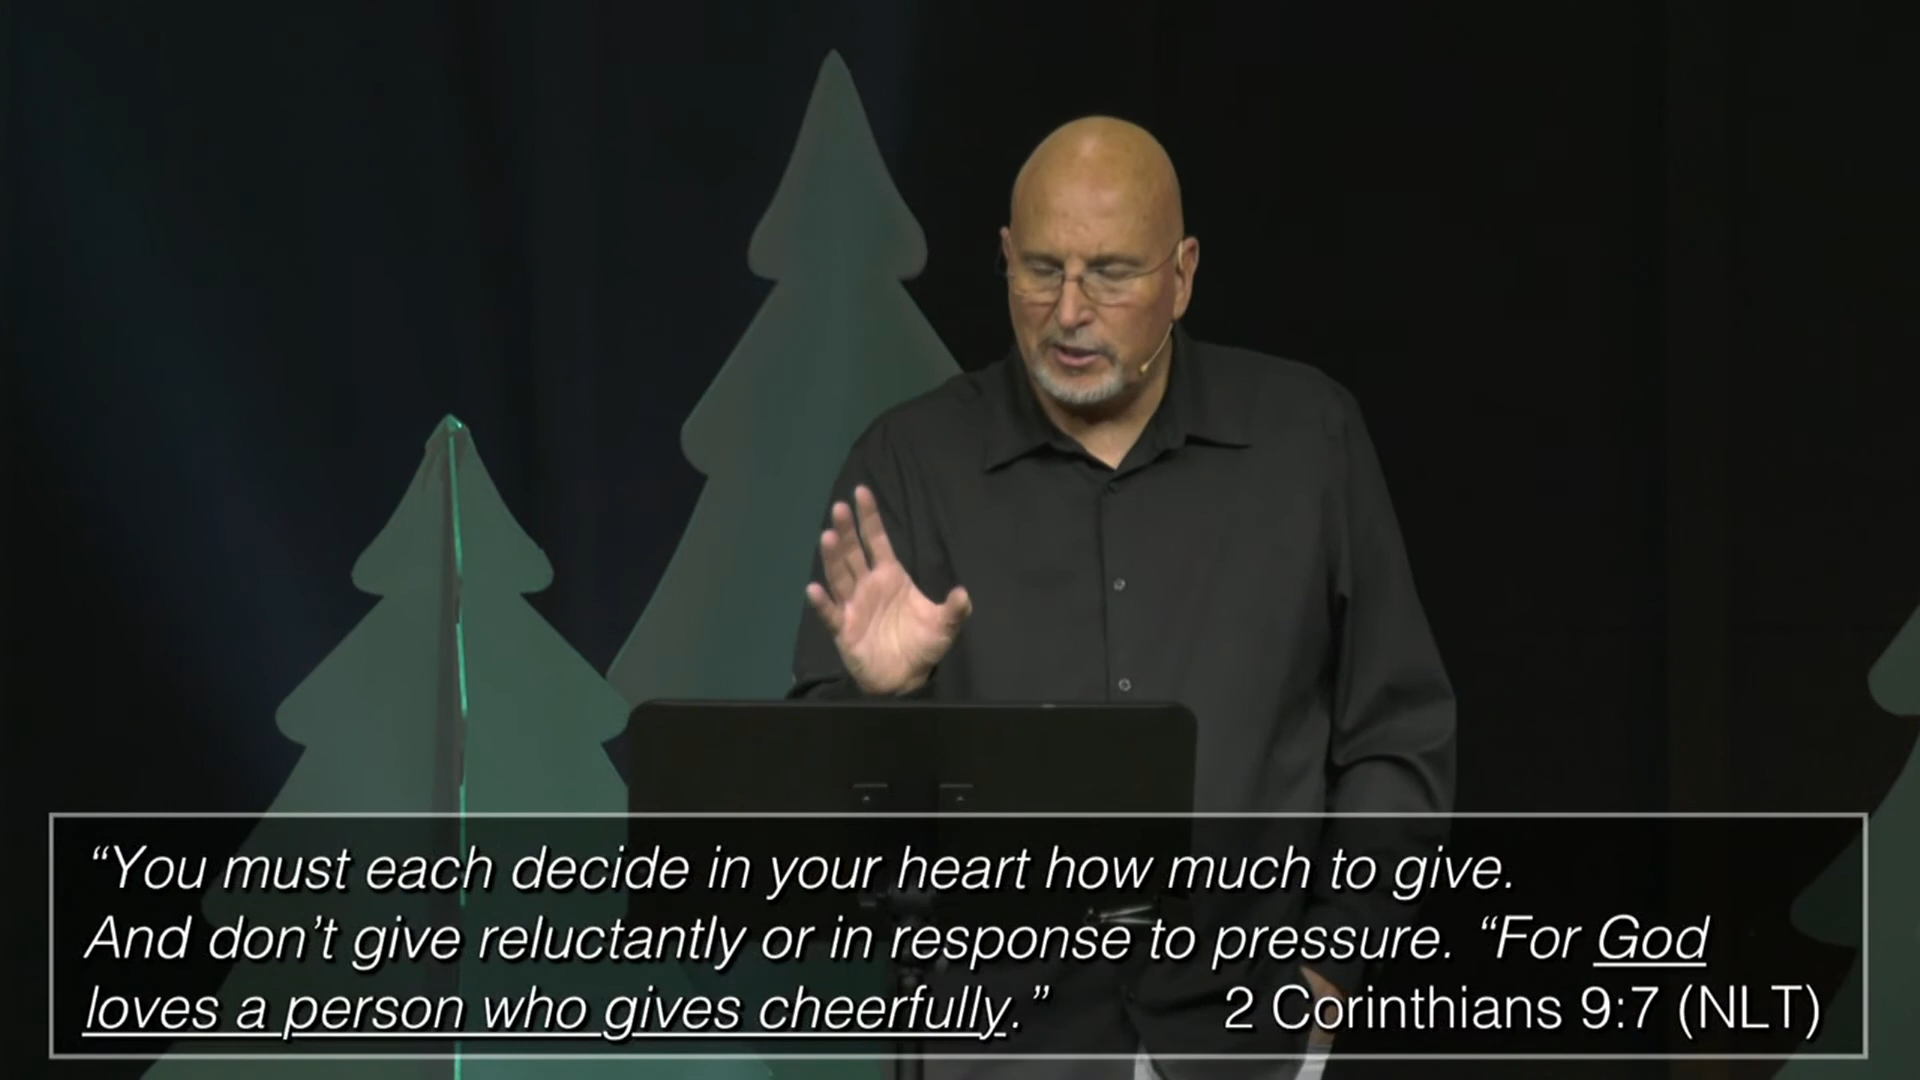 “You must each decide in your heart how much to give.
And don’t give reluctantly or in response to pressure. “For God
loves a person who gives cheerfully.” 2 Corinthians 9:7 (NLT)